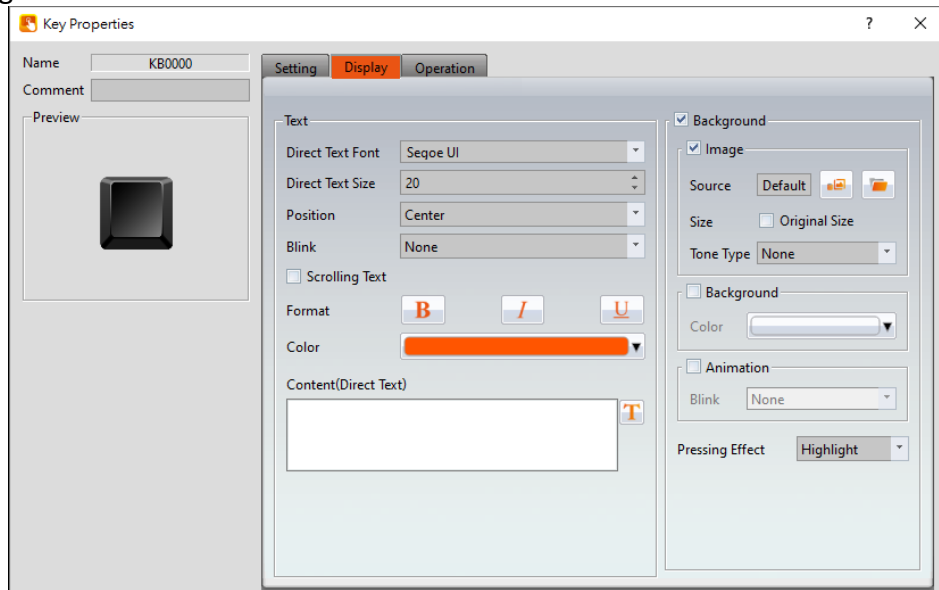 Key Properties
?
Name KB0000
Comment
Preview
Setting Display Operation
Text
Direct Text Font Segoe UI
Direct Text Size 20
Position Center
Blink None
Scrolling Text
Format B I U
Color
Content(Direct Text)
T
Background
Image
Source Default
Size Original Size
Tone Type None
Background
Color
Animation
Blink None
Pressing Effect Highlight